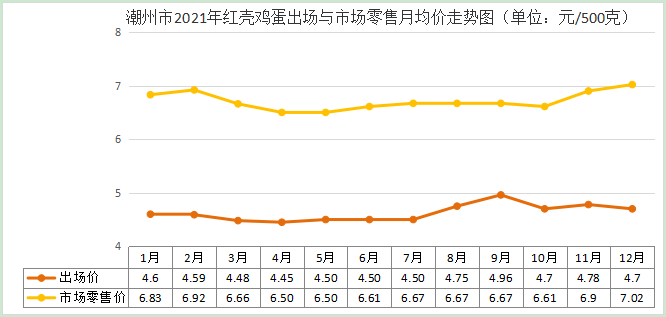 潮州市2021年红壳鸡蛋出场与市场零售月均价走势图（单位：元/500克）
8
7
6
5
4
1月 2月 3月 4月 5月 6月 7月 8月 9月 10月 11月 12月
出场价 4.6 4.59 4.48 4.45 4.50 4.50 4.50 4.75 4.96 4.7 4.78 4.7
市场零售价 6.83 6.92 6.66 6.50 6.50 6.61 6.67 6.67 6.67 6.61 6.9 7.02